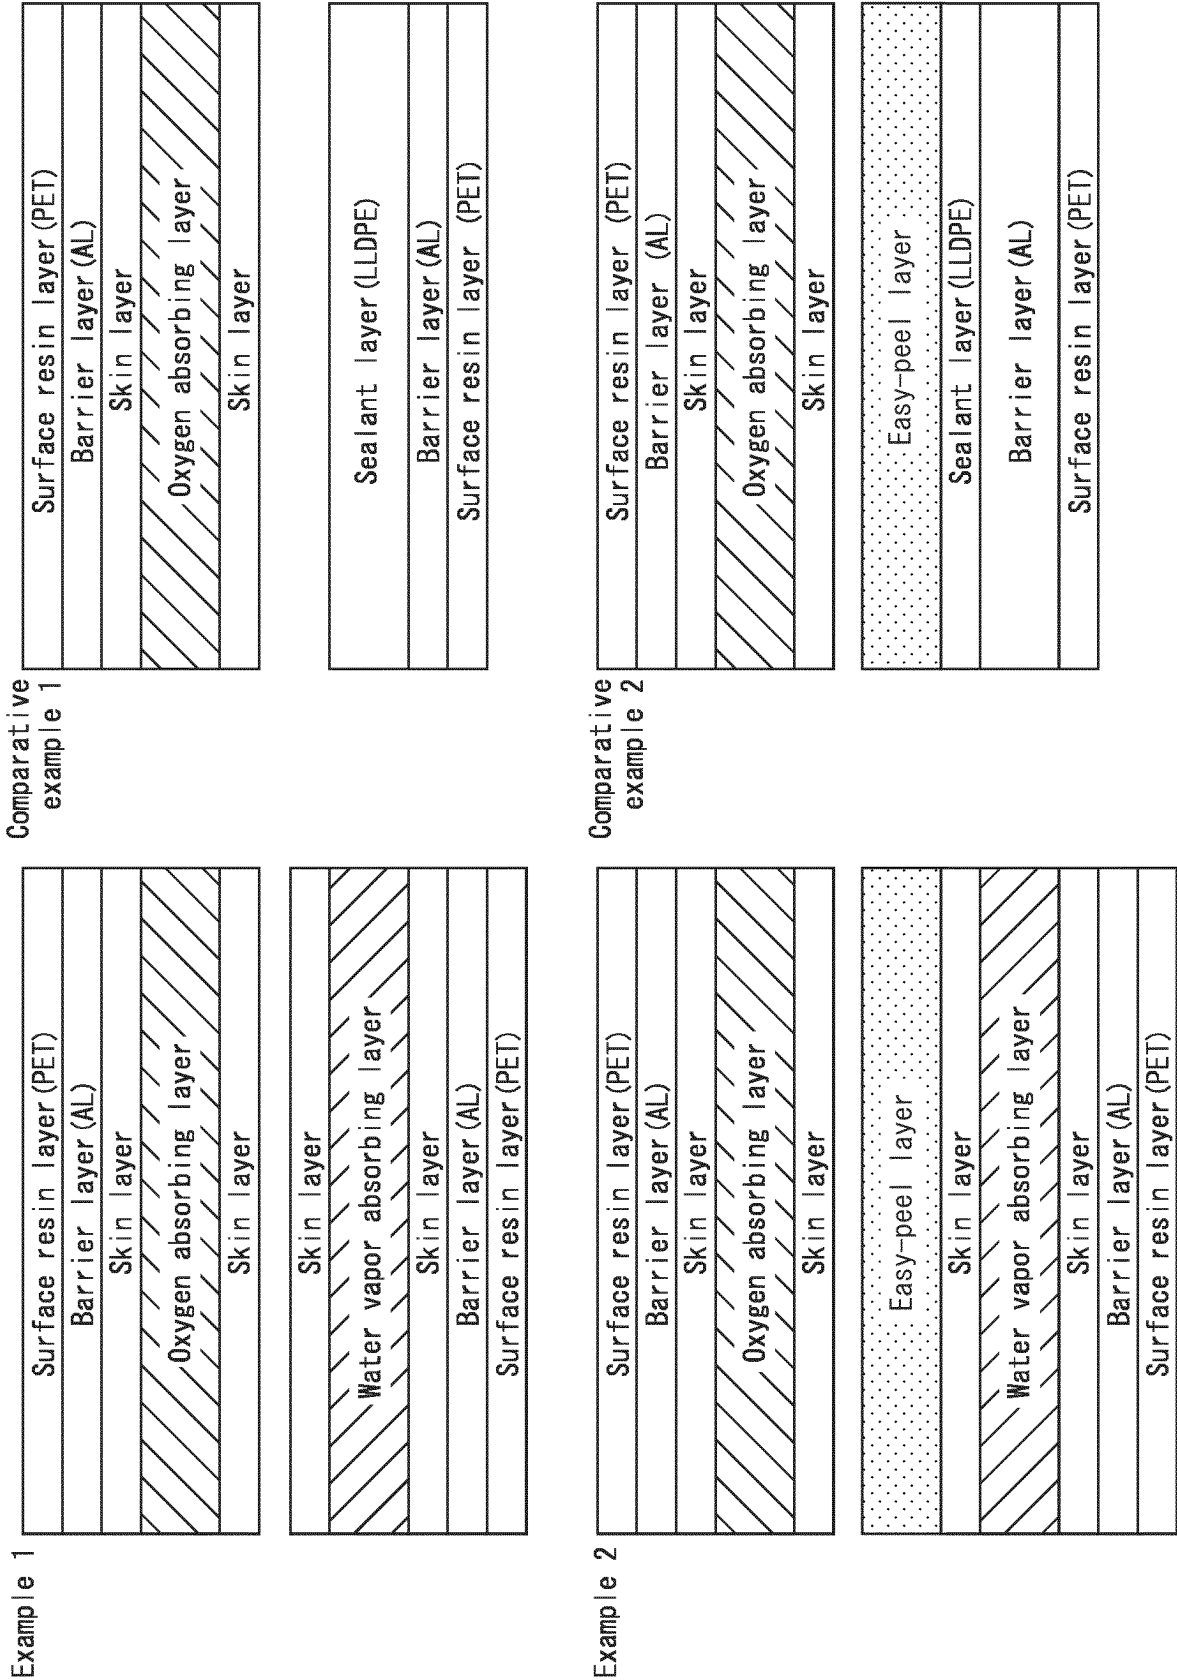 Example 1
Surface resin layer(PET)
Barrier layer(AL)
Skin layer
Oxygen absorbing layer
Skin layer
Skin layer
Water vapor absorbing layer
Skin layer
Barrier layer(AL)
Surface resin layer(PET)
Comparative
example 1
Surface resin layer(PET)
Barrier layer(AL)
Skin layer
Oxygen absorbing layer
Skin layer
Sealant layer(LLDPE)
Barrier layer(AL)
Surface resin layer (PET)
Example 2
Surface resin layer(PET)
Barrier layer(AL)
Skin layer
Oxygen absorbing layer
Skin layer
Easy-peel layer
Skin layer
Water vapor absorbing layer
Skin layer
Barrier layer(AL)
Surface resin layer(PET)
Comparative
example 2
Surface resin layer (PET)
Barrier layer (AL)
Skin layer
Oxygen absorbing layer
Skin layer
Easy-peel layer
Sealant layer(LLDPE)
Barrier layer(AL)
Surface resin layer(PET)